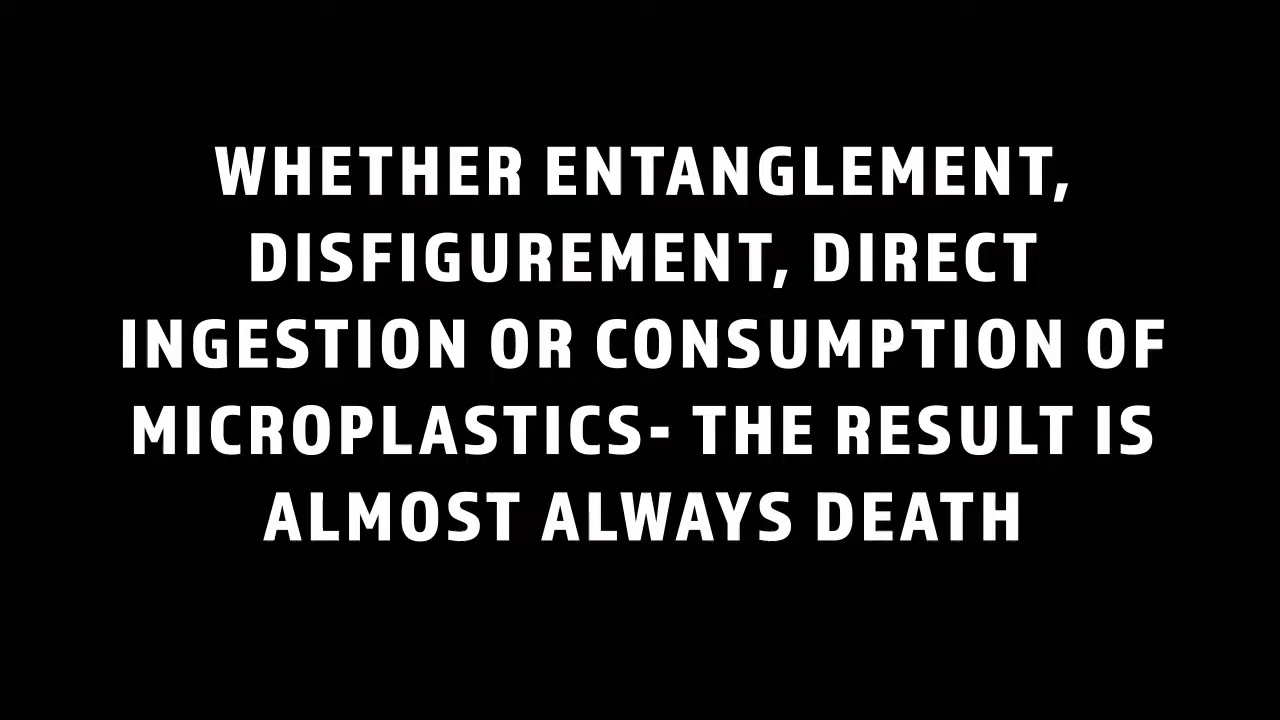 WHETHER ENTANGLEMENT,
DISFIGUREMENT, DIRECT
INGESTION OR CONSUMPTION OF
MICROPLASTICS- THE RESULT IS
ALMOST ALWAYS DEATH